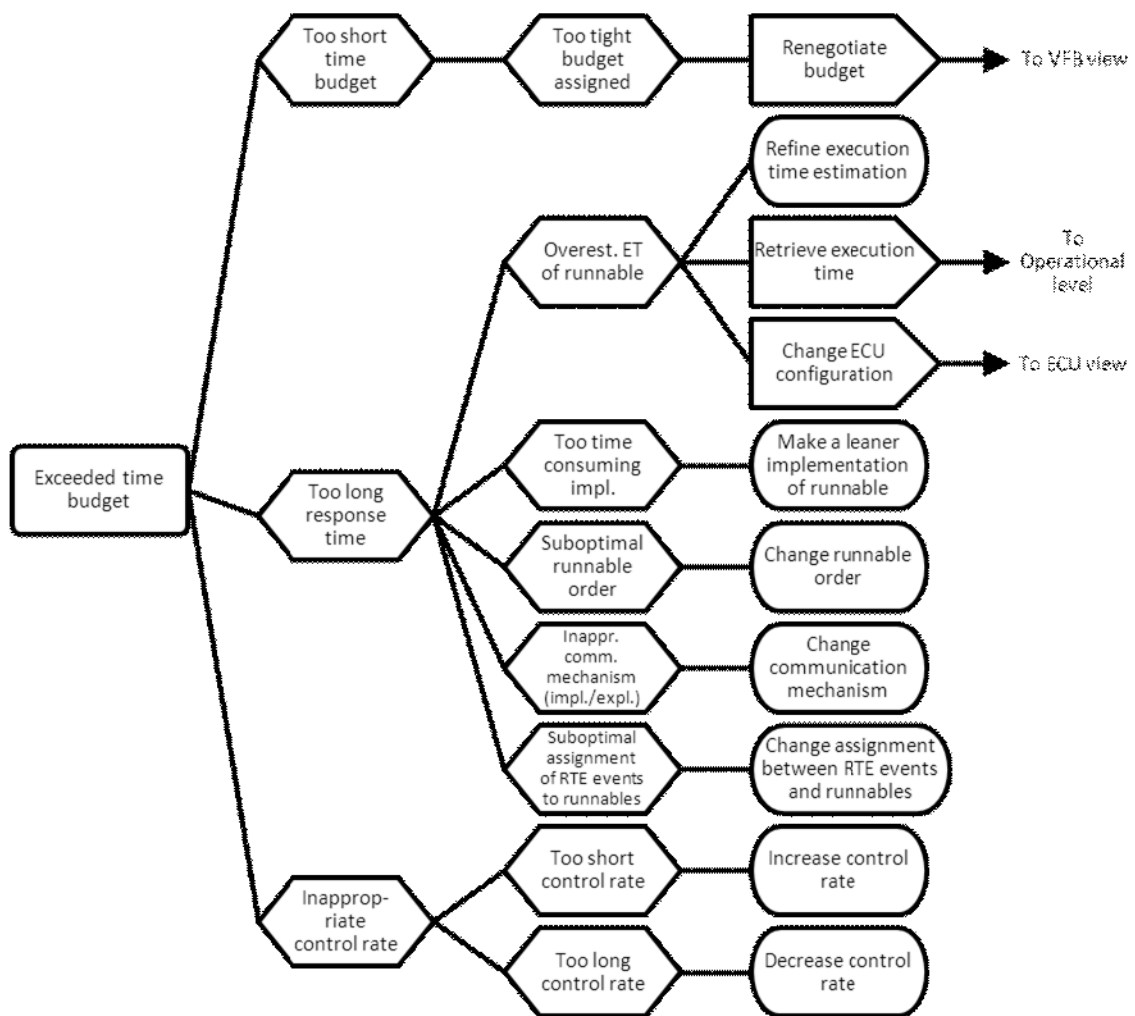 Too short
time
budget
Too tight
budget
assigned
Renegotiate
budget
To VFB view
Refine execution
time estimation
Overest. ET
of runnable
Retrieve execution
time
To
Operational
level
Change ECU
configuration
To ECU view
Exceeded time
budget
Too long
response
time
Too time
consuming
impl.
Make a leaner
implementation
of runnable
Suboptimal
runnable
order
Change runnable
order
Inappr.
comm.
mechanism
(impl./expl.)
Change
communication
mechanism
Suboptimal
assignment
of RTE events
to runnables
Change assignment
between RTE events
and runnables
Inapprop-
riate
control rate
Too short
control rate
Increase control
rate
Too long
control rate
Decrease control
rate